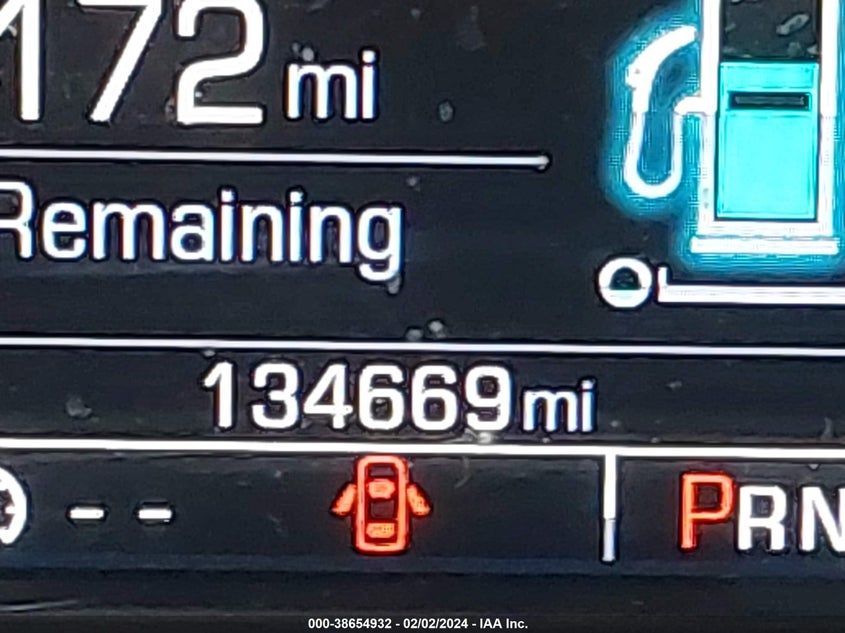 172 mi
Remaining
134669 mi
-- PRN
000-38654932 - 02/02/2024 - IAA Inc.